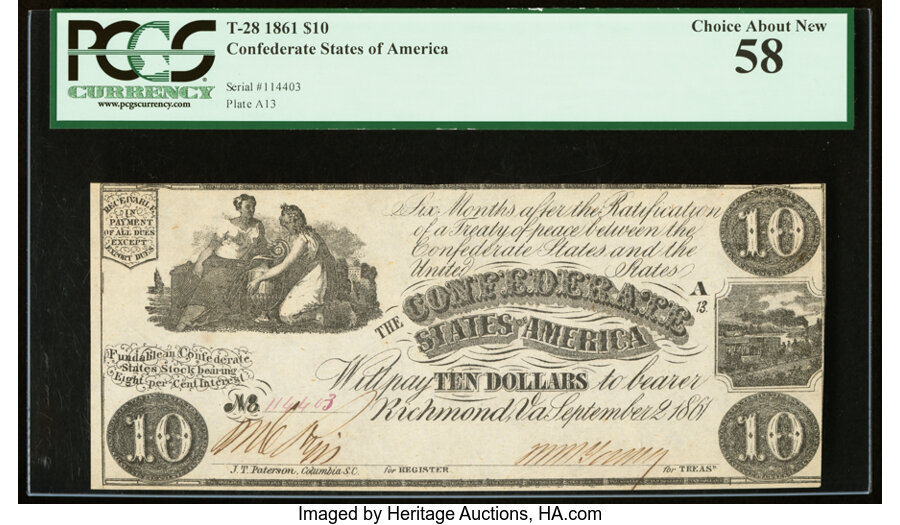 PCGS
CURRENCY
www.pcgscurrency.com
T-28 1861 $10
Confederate States of America
Serial #114403
Plate A13
Choice About New
58
RECEIVABLE
IN
PAYMENT
OF ALL DUES
EXCEPT
EXPORT DUES
Six Months after the Ratification
of a Treaty of peace between the
Confederate States and the
United States
10
A
13.
THE CONFEDERATE
STATES OF AMERICA
Fundable in Confederate
States Stock bearing
Eight per Cent Interest
Will pay TEN DOLLARS to bearer
No 114403
Richmond, Va September 2 1861
10
10
J.T. Paterson, Columbia S.C.
for REGISTER
for TREASR
Imaged by Heritage Auctions, HA.com